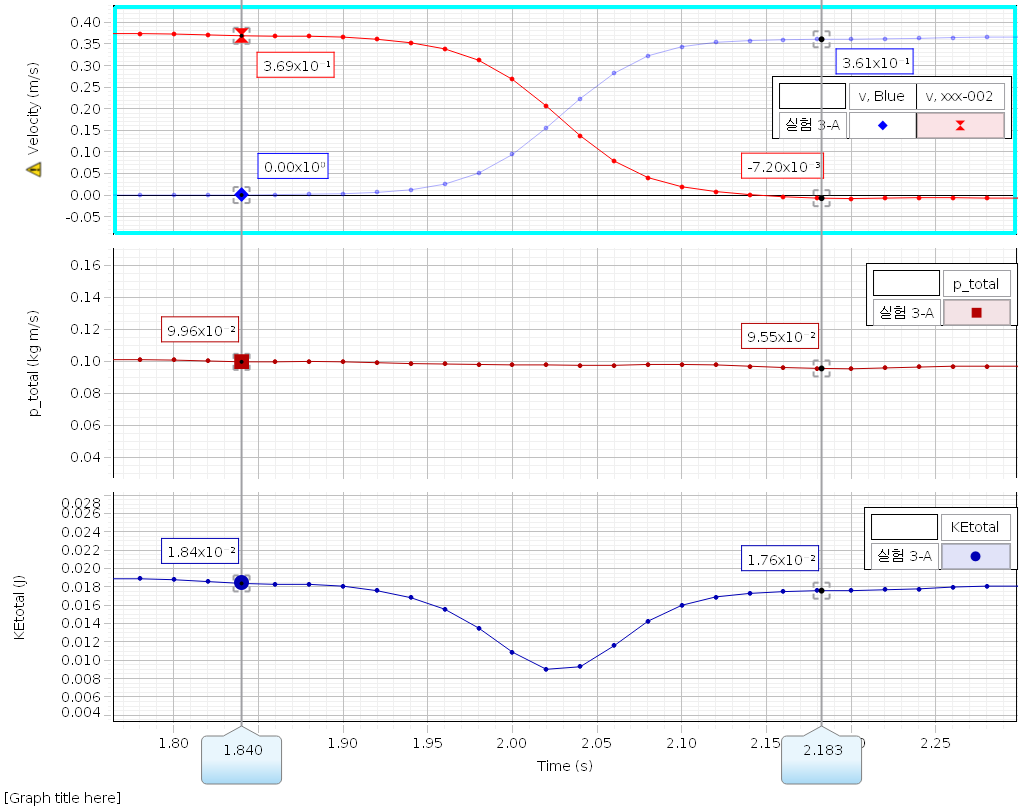 0.40
0.35
0.30
0.25
0.20
0.15
0.10
0.05
0.00
-0.05
Velocity (m/s)
3.69x10⁻¹
0.00x10⁰
3.61x10⁻¹
-7.20x10⁻³
v, Blue v, xxx-002
실험 3-A
0.16
0.14
0.12
0.10
0.08
0.06
0.04
p_total (kg m/s)
9.96x10⁻²
9.55x10⁻²
p_total
실험 3-A
0.028
0.026
0.024
0.022
0.020
0.018
0.016
0.014
0.012
0.010
0.008
0.006
0.004
KEtotal (J)
1.84x10⁻²
1.76x10⁻²
KEtotal
실험 3-A
1.80 1.90 1.95 2.00 2.05 2.10 2.15 2.25
1.840 2.183
Time (s)
[Graph title here]